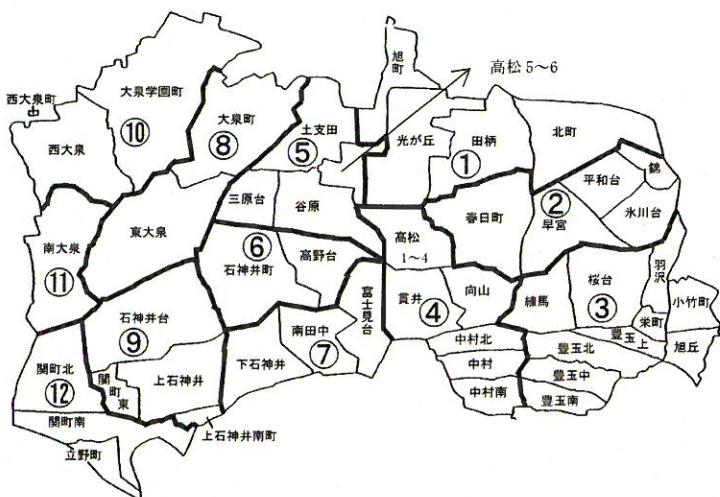 旭町
高松 5～6
西大泉町
大泉学園町
⑩
大泉町
⑧
西大泉
土支田
⑤
光が丘
田柄
①
北町
平和台
鶴
②
早宮
氷川台
三原台
谷原
春日町
東大泉
高松
1～4
南大泉
⑪
⑥
石神井町
高野台
富士見台
貫井
④
向山
練馬
桜台
③
羽沢
小竹町
栄町
旭丘
石神井台
⑨
南田中
⑦
下石神井
中村北
中村
中村南
豊玉上
豊玉北
豊玉中
豊玉南
関町北
⑫
関町東
上石神井
関町南
上石神井南町
立野町